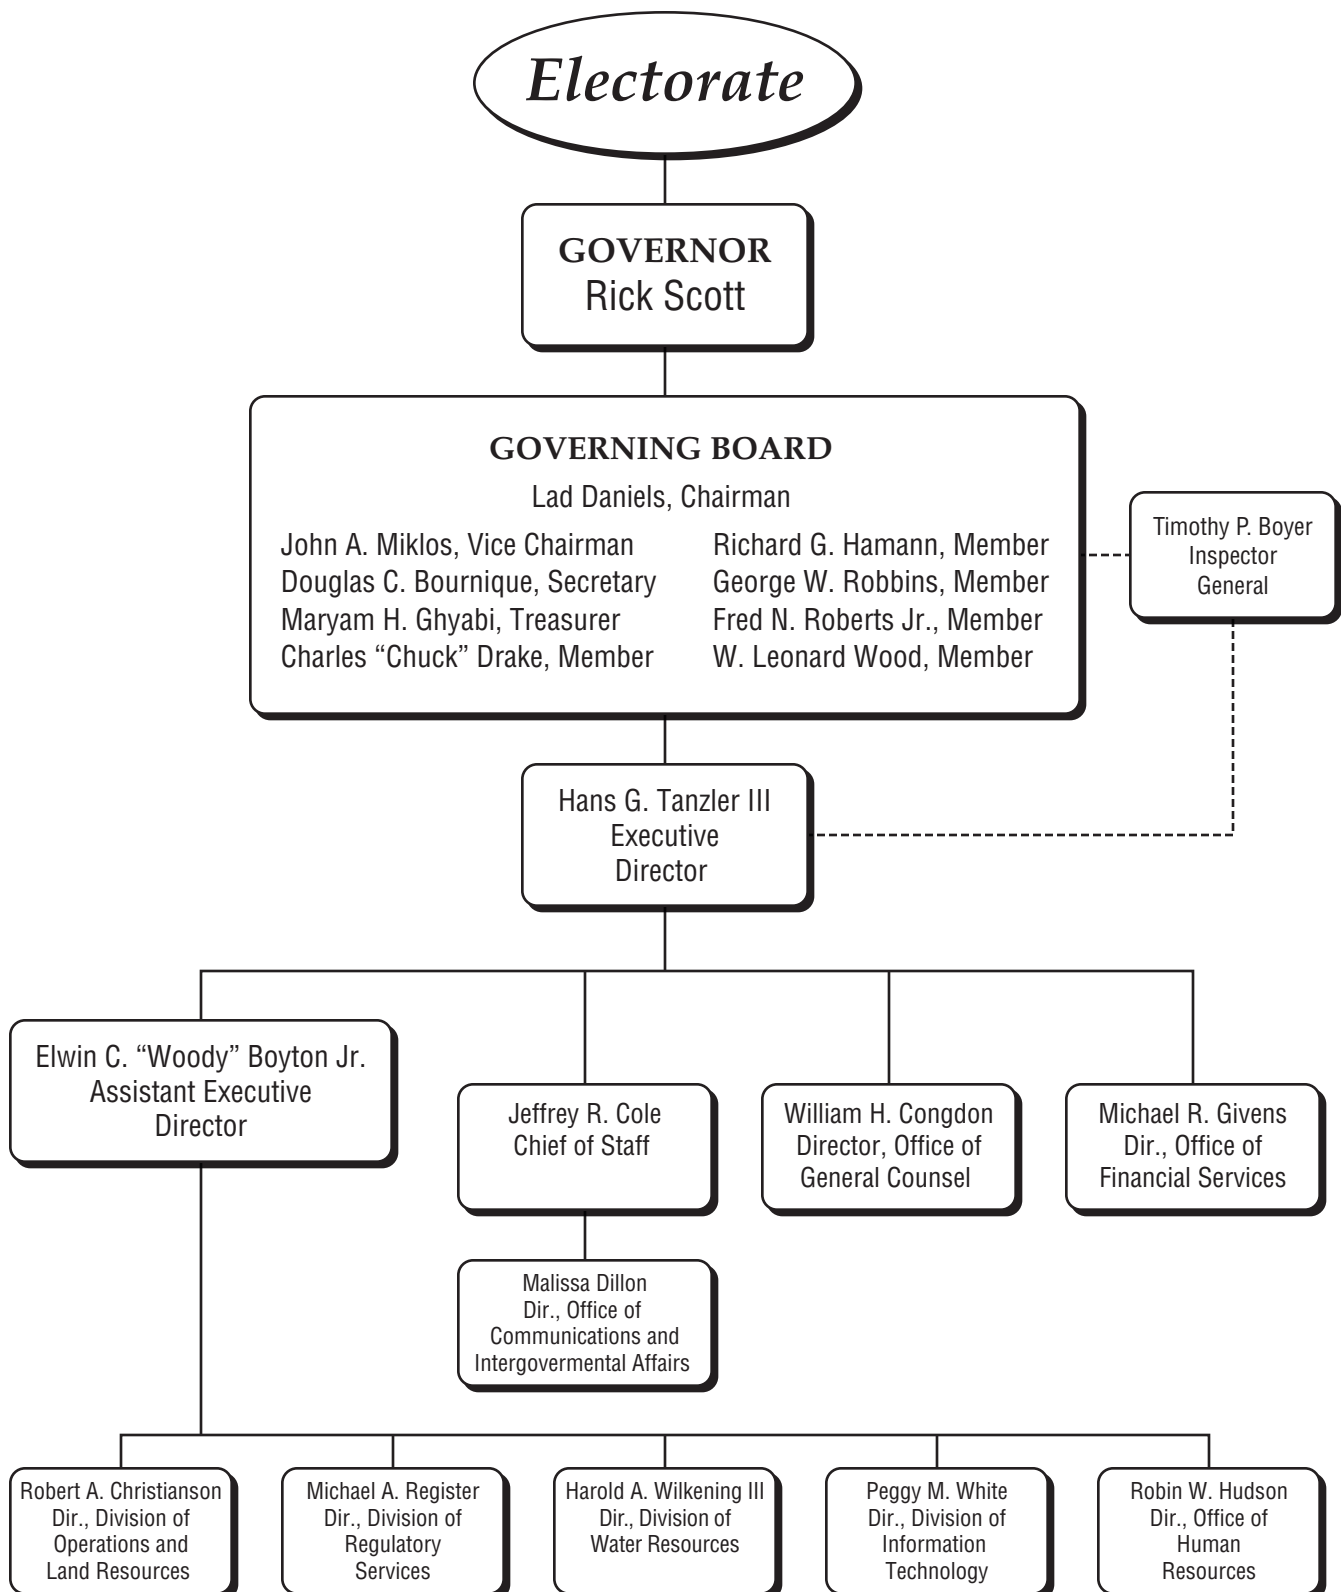 Electorate
GOVERNOR
Rick Scott
GOVERNING BOARD
Lad Daniels, Chairman
John A. Miklos, Vice Chairman
Douglas C. Bournique, Secretary
Maryam H. Ghyabi, Treasurer
Charles “Chuck” Drake, Member
Richard G. Hamann, Member
George W. Robbins, Member
Fred N. Roberts Jr., Member
W. Leonard Wood, Member
Timothy P. Boyer
Inspector
General
Hans G. Tanzler III
Executive
Director
Elwin C. “Woody” Boyton Jr.
Assistant Executive
Director
Jeffrey R. Cole
Chief of Staff
William H. Congdon
Director, Office of
General Counsel
Michael R. Givens
Dir., Office of
Financial Services
Malissa Dillon
Dir., Office of
Communications and
Intergovermental Affairs
Robert A. Christianson
Dir., Division of
Operations and
Land Resources
Michael A. Register
Dir., Division of
Regulatory
Services
Harold A. Wilkening III
Dir., Division of
Water Resources
Peggy M. White
Dir., Division of
Information
Technology
Robin W. Hudson
Dir., Office of
Human
Resources